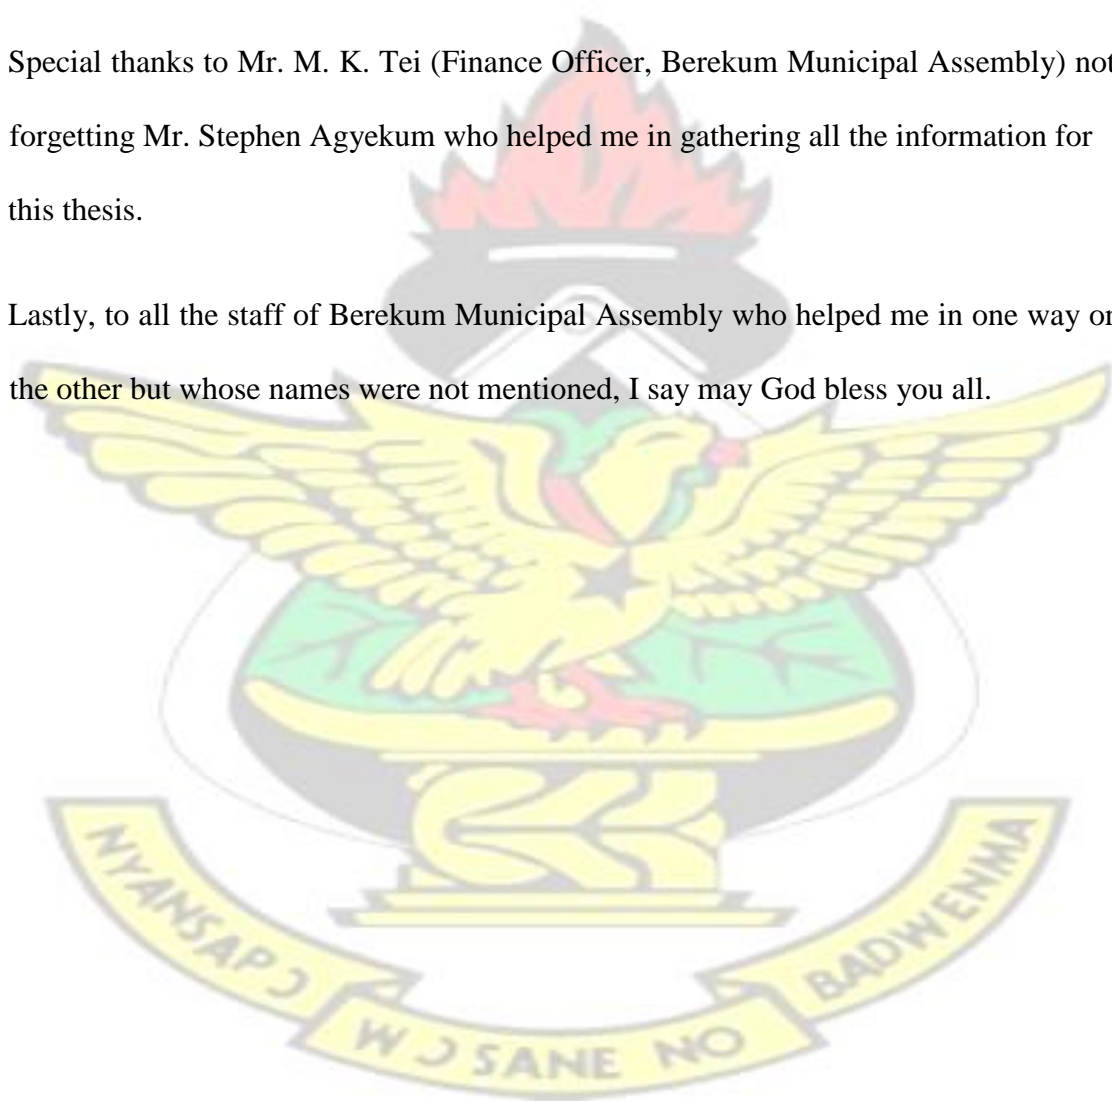 Special thanks to Mr. M. K. Tei (Finance Officer, Berekum Municipal Assembly) not
forgetting Mr. Stephen Agyekum who helped me in gathering all the information for
this thesis.
Lastly, to all the staff of Berekum Municipal Assembly who helped me in one way or
the other but whose names were not mentioned, I say may God bless you all.
NYANSAPƆ WƆSANE NO BADWENMA